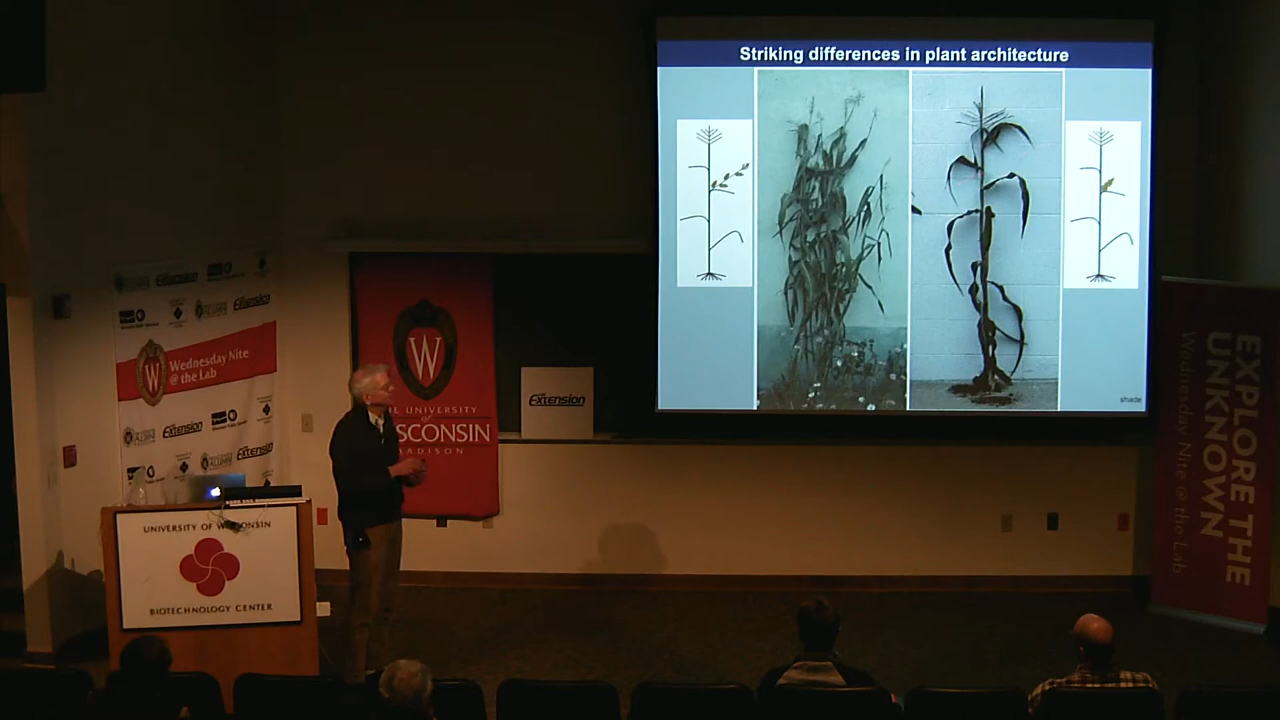 Striking differences in plant architecture
shade
Extension
Extension
Wednesday Nite
@ the Lab
Extension
Extension
W
THE UNIVERSITY
of
WISCONSIN
MADISON
Extension
UNIVERSITY OF WISCONSIN
BIOTECHNOLOGY CENTER
EXPLORE THE
UNKNOWN
Wednesday Nite @ the Lab